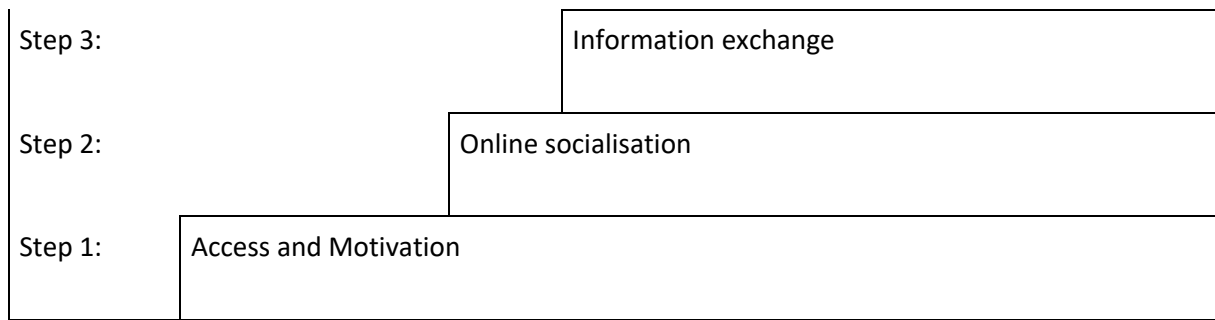 Step 3: Information exchange
Step 2: Online socialisation
Step 1: Access and Motivation